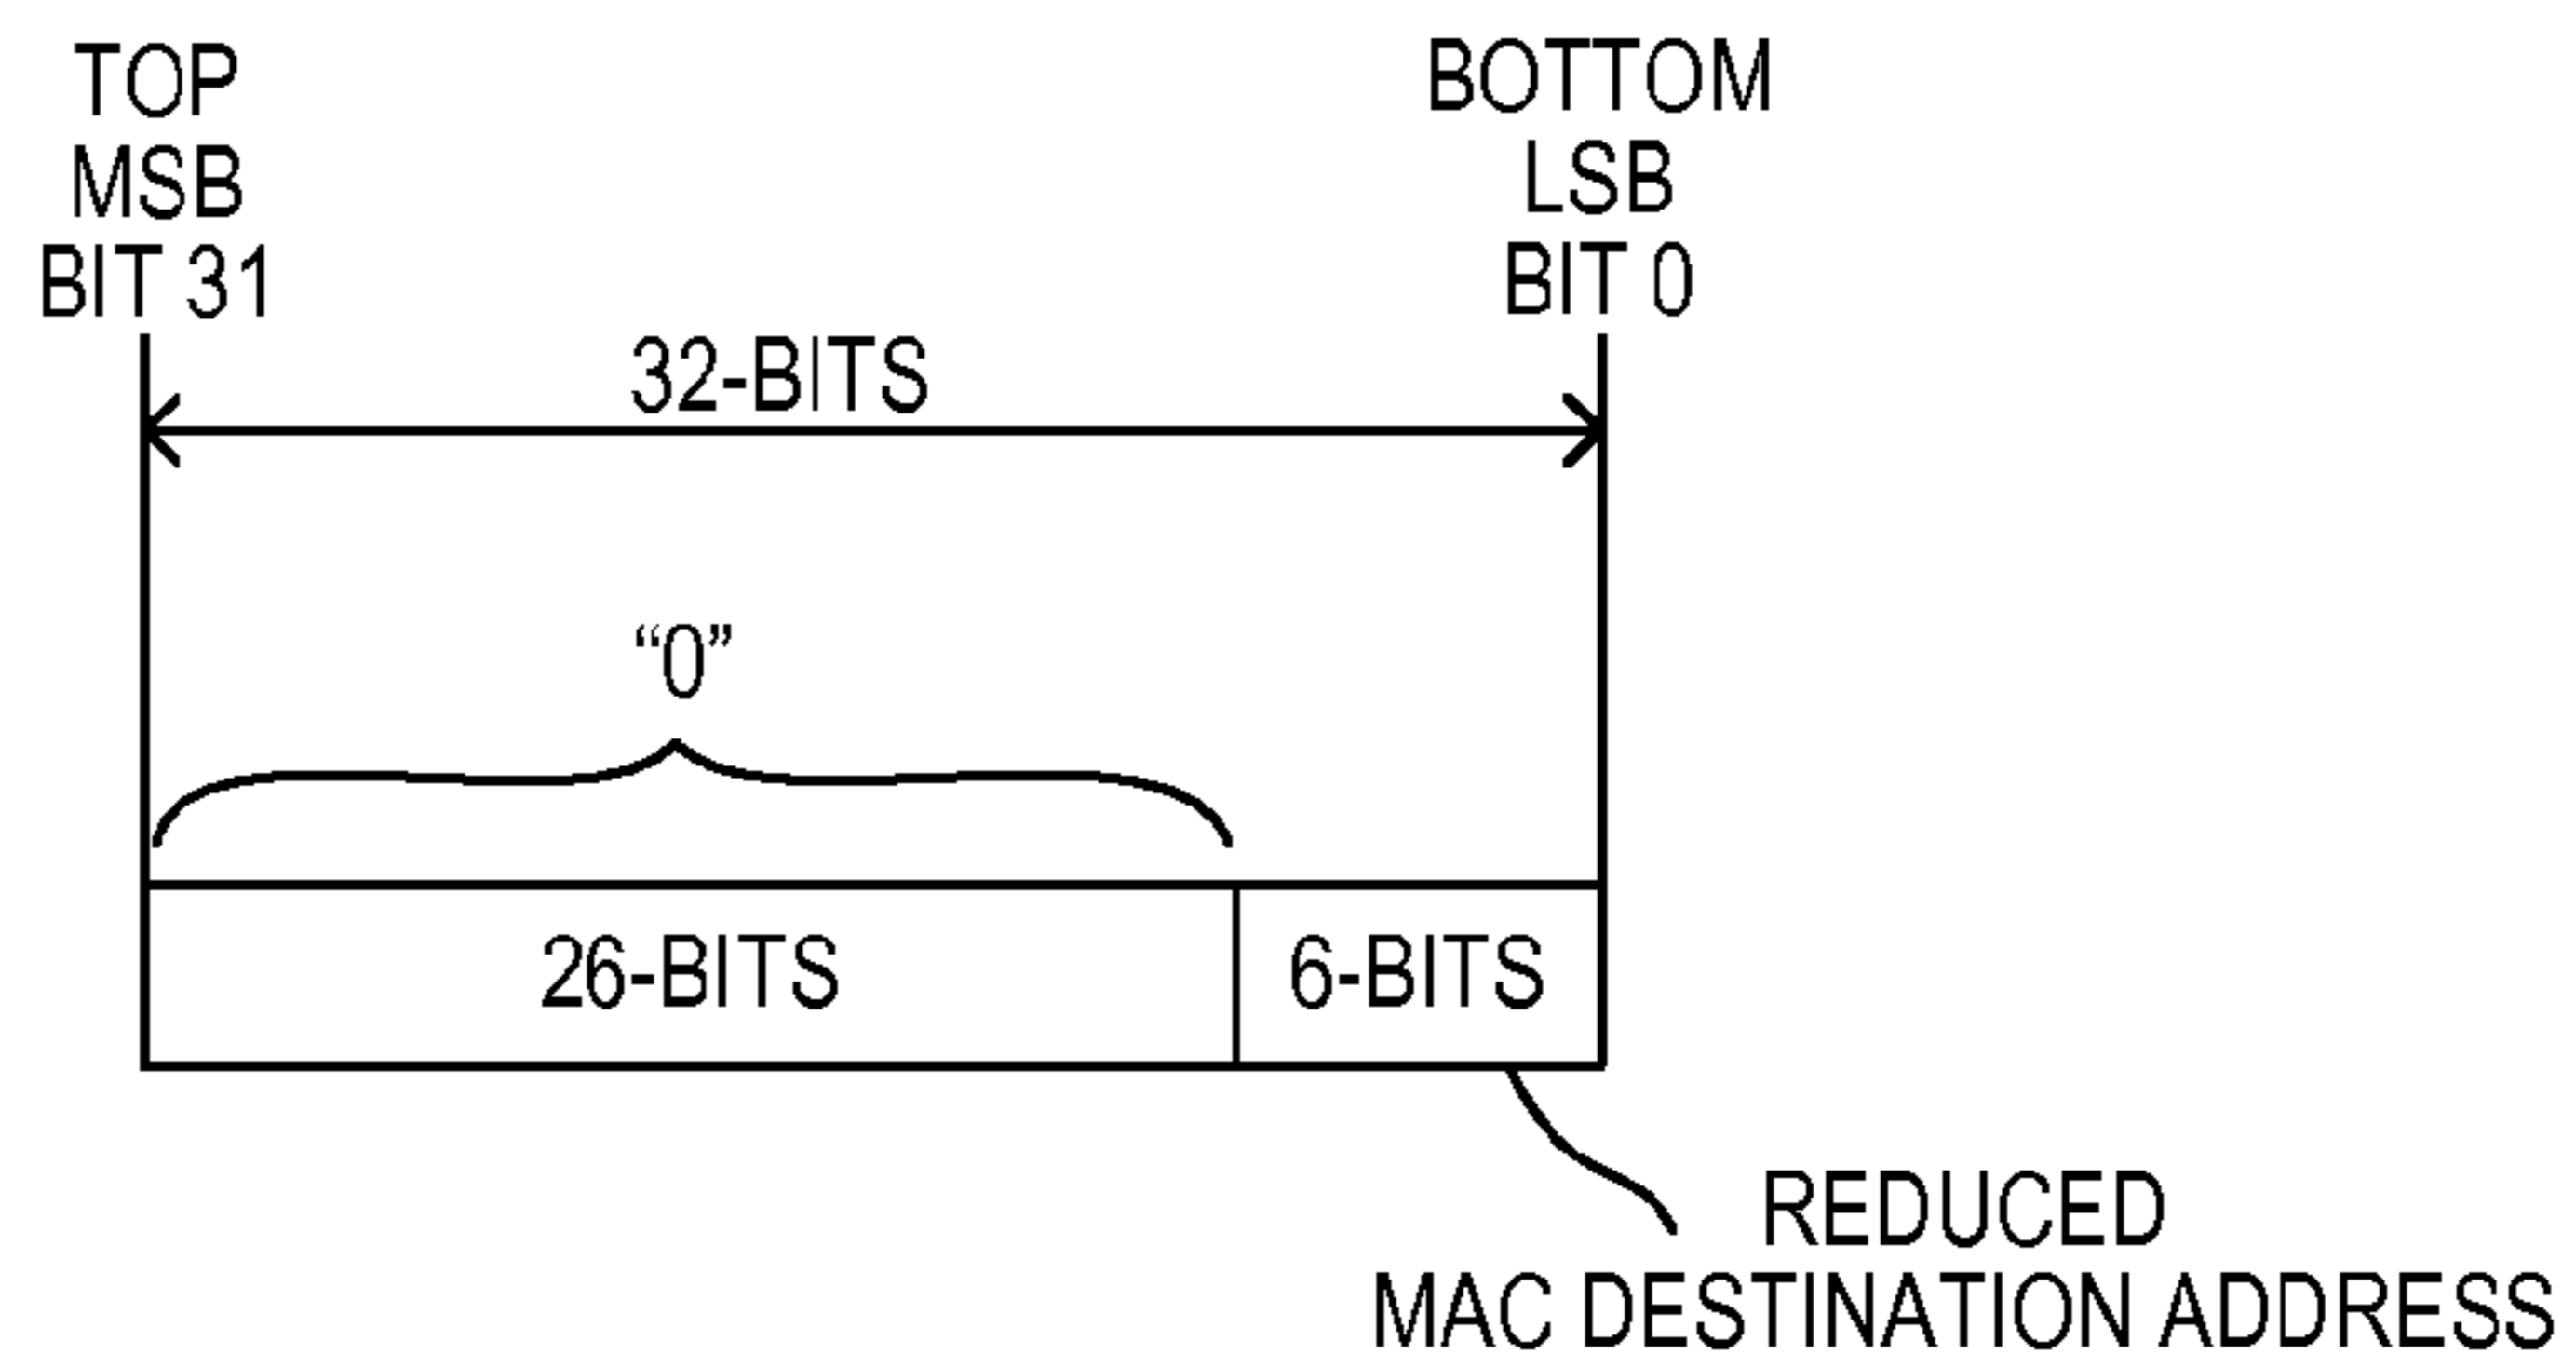 TOP
MSB
BIT 31
BOTTOM
LSB
BIT 0
32-BITS
“0”
26-BITS
6-BITS
REDUCED
MAC DESTINATION ADDRESS